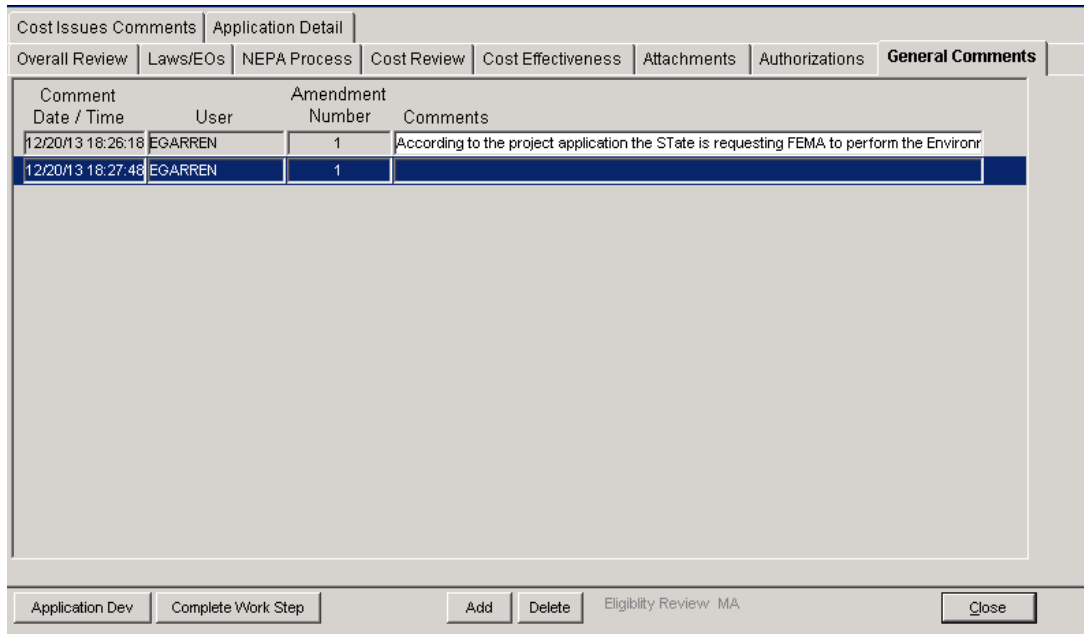 Cost Issues Comments Application Detail
Overall Review Laws/EOs NEPA Process Cost Review Cost Effectiveness Attachments Authorizations General Comments
Comment Amendment
Date / Time User Number Comments
12/20/13 18:26:18 EGARREN 1 According to the project application the STate is requesting FEMA to perform the Environr
12/20/13 18:27:48 EGARREN 1
Application Dev Complete Work Step Add Delete Eligiblity Review MA Close